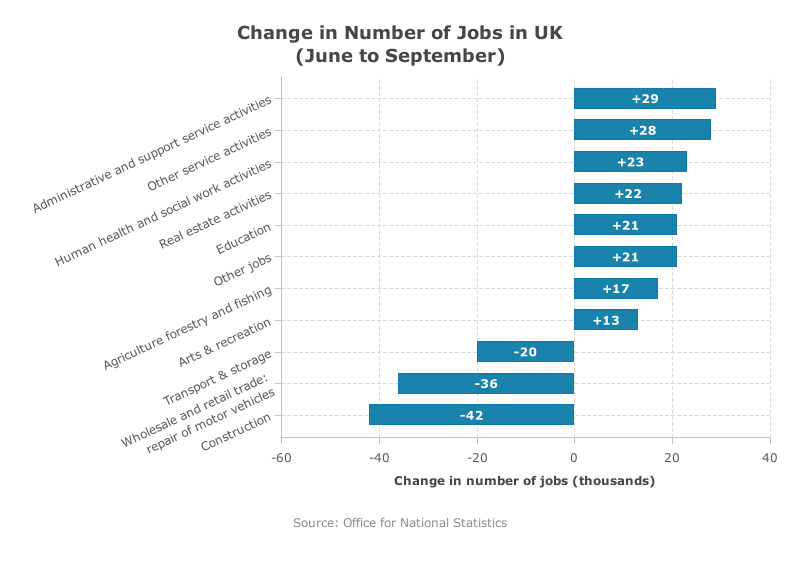 Change in Number of Jobs in UK
(June to September)
Administrative and support service activities
+29
Other service activities
+28
Human health and social work activities
+23
Real estate activities
+22
Education
+21
Other jobs
+21
Agriculture forestry and fishing
+17
Arts & recreation
+13
Transport & storage
-20
Wholesale and retail trade:
repair of motor vehicles
-36
Construction
-42
-60 -40 -20 0 20 40
Change in number of jobs (thousands)
Source: Office for National Statistics